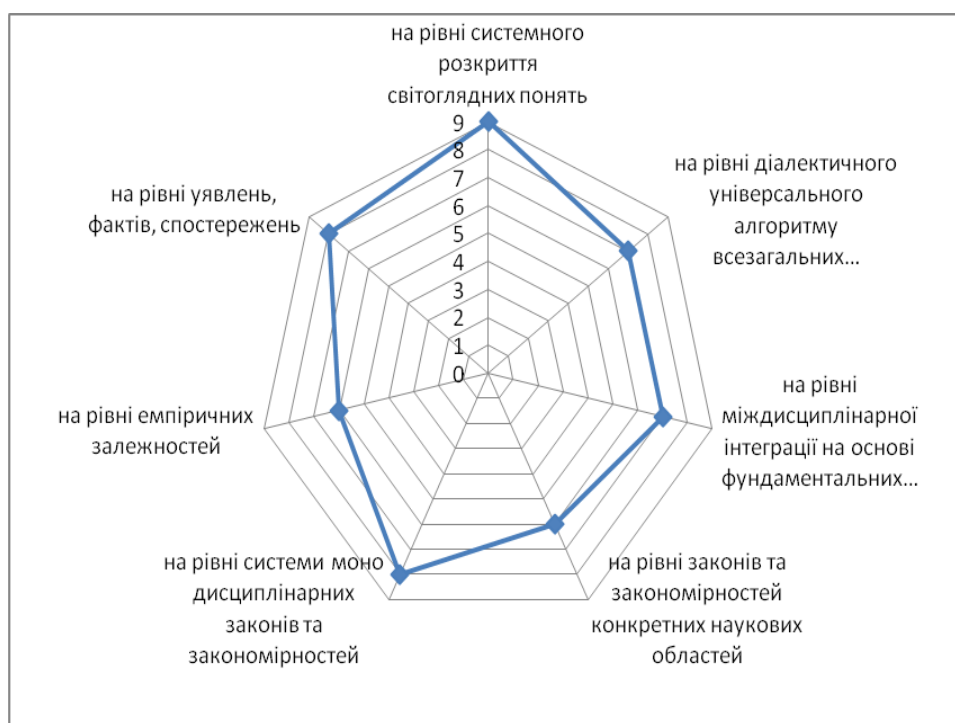 на рівні системного
розкриття
світоглядних понять
9
8
7
6
5
4
3
2
1
0
на рівні діалектичного
універсального
алгоритму
всезагальних...
на рівні
міждисциплінарної
інтеграції на основі
фундаментальних...
на рівні законів та
закономірностей
конкретних наукових
областей
на рівні системи моно
дисциплінарних
законів та
закономірностей
на рівні емпіричних
залежностей
на рівні уявлень,
фактів, спостережень